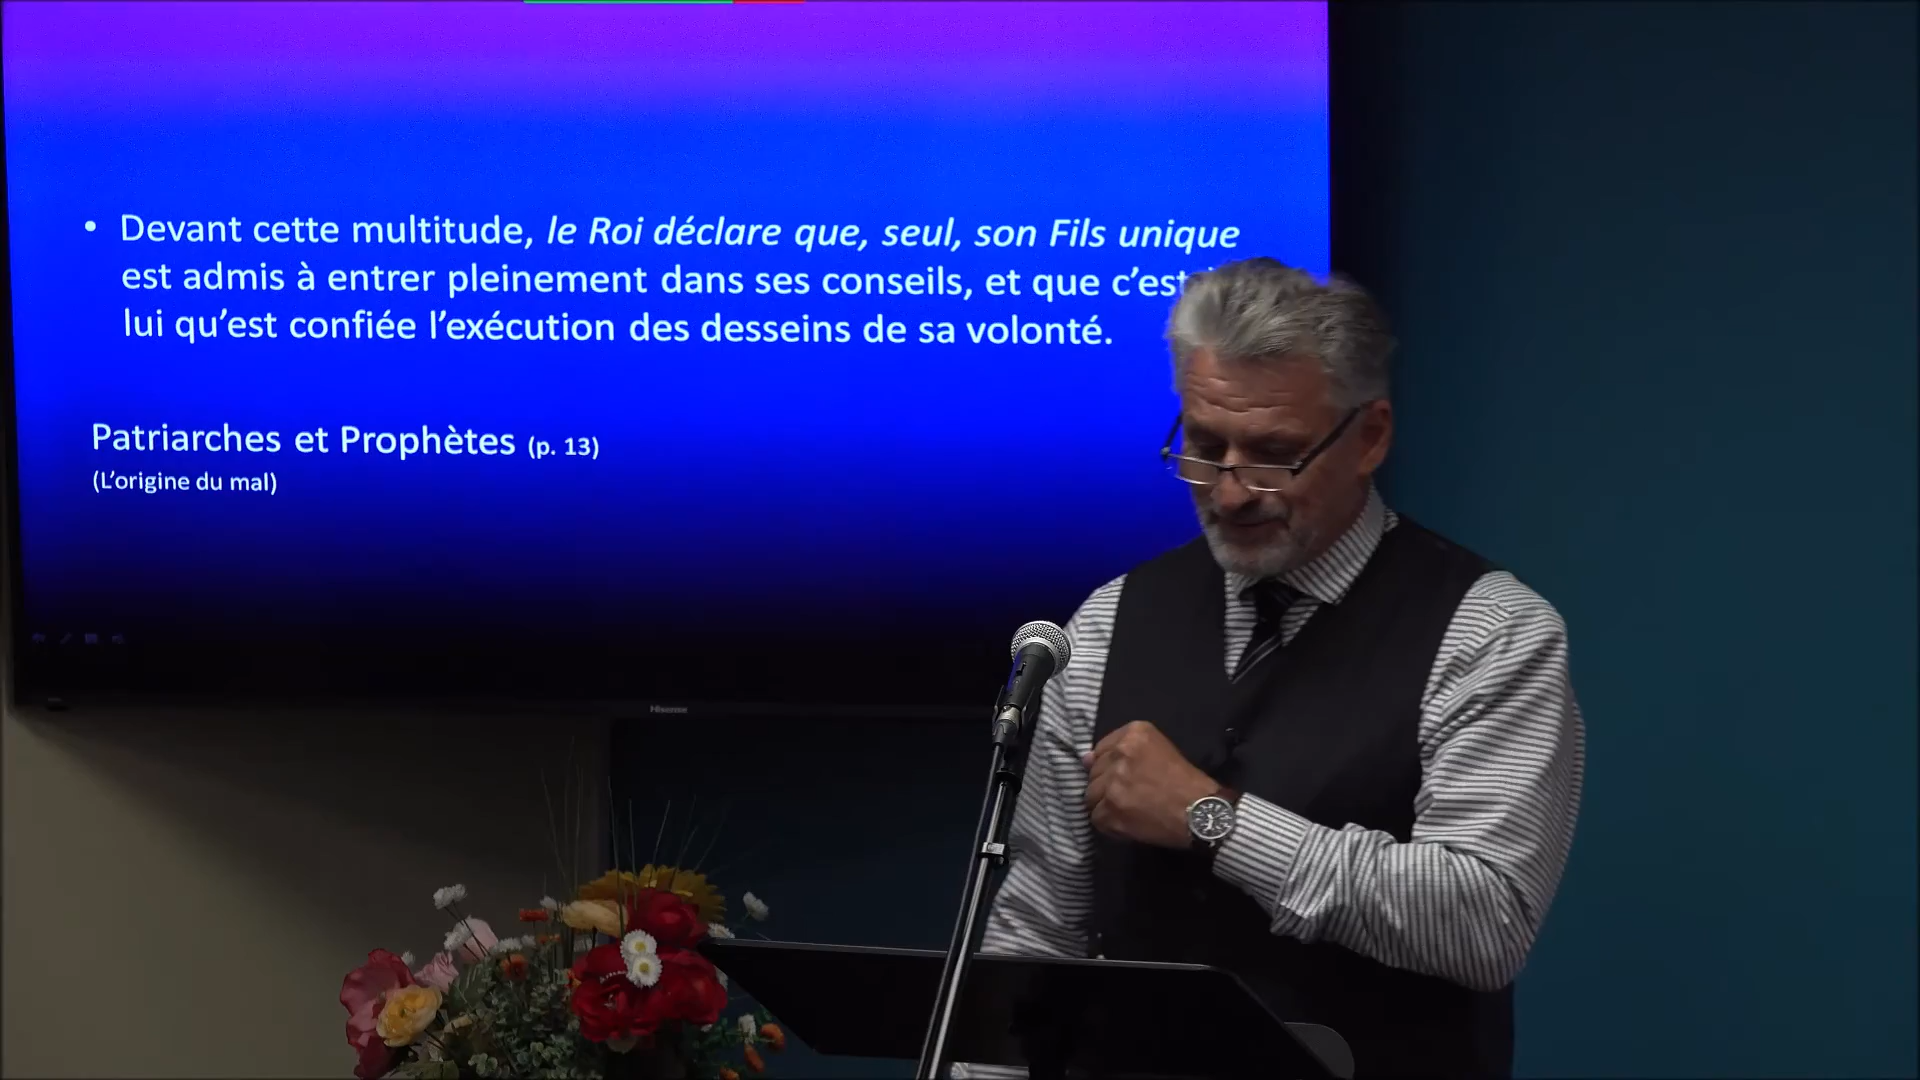 • Devant cette multitude, le Roi déclare que, seul, son Fils unique
est admis à entrer pleinement dans ses conseils, et que c’est
lui qu’est confiée l’exécution des desseins de sa volonté.
Patriarches et Prophètes (p. 13)
(L’origine du mal)
Hisense